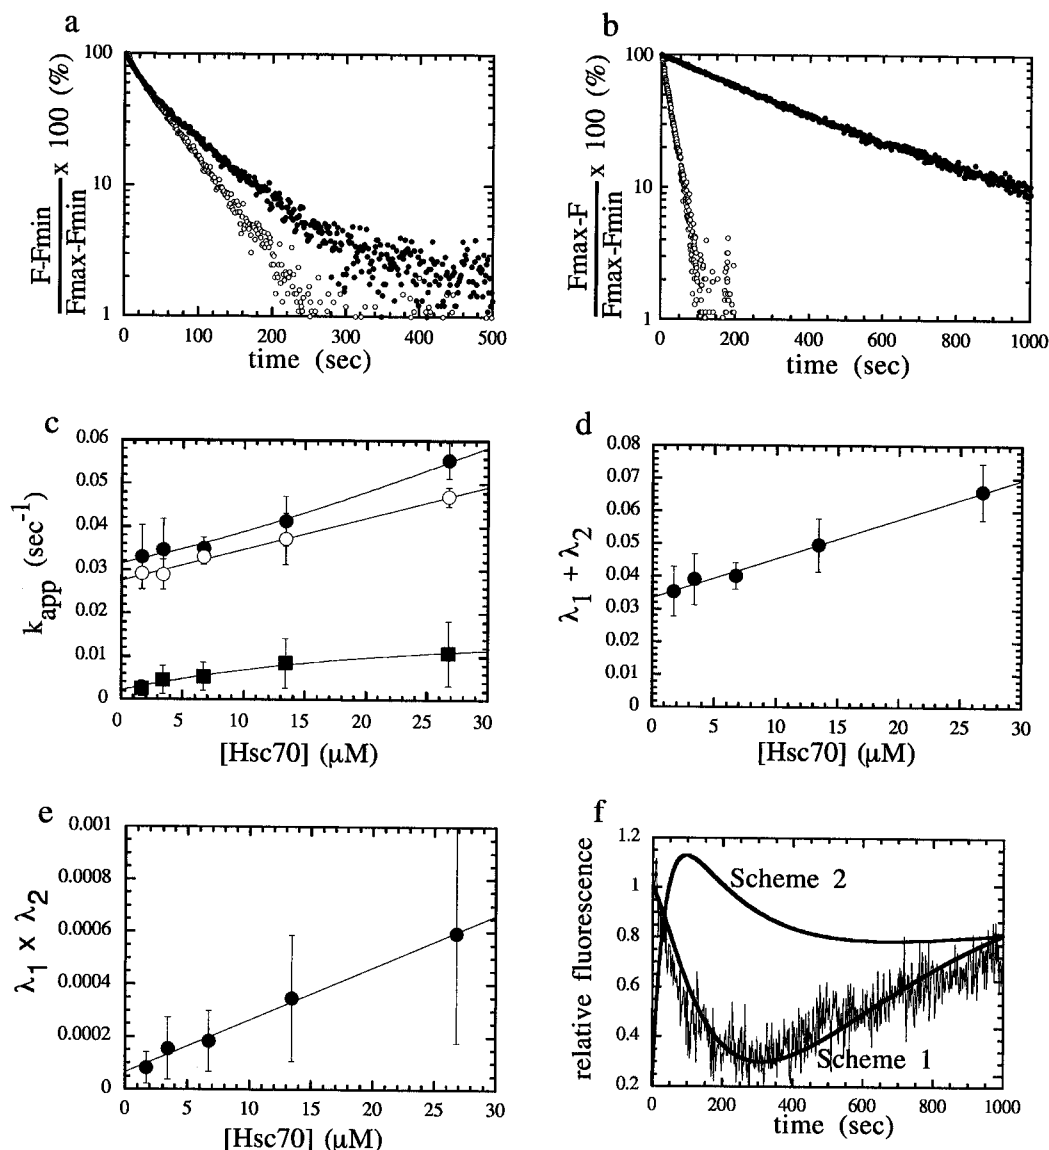 a
F-Fmin
Fmax-Fmin
x 100 (%)
100
10
1
0 100 200 300 400 500
time (sec)
b
Fmax-F
Fmax-Fmin
x 100 (%)
100
10
1
0 200 400 600 800 1000
time (sec)
c
k_app (sec^-1)
0.06
0.05
0.04
0.03
0.02
0.01
0
0 5 10 15 20 25 30
[Hsc70] (μM)
d
λ_1 + λ_2
0.08
0.07
0.06
0.05
0.04
0.03
0.02
0.01
0
0 5 10 15 20 25 30
[Hsc70] (μM)
e
λ_1 x λ_2
0.001
0.0008
0.0006
0.0004
0.0002
0
0 5 10 15 20 25 30
[Hsc70] (μM)
f
relative fluorescence
1.2
1
0.8
0.6
0.4
0.2
Scheme 2
Scheme 1
0 200 400 600 800 1000
time (sec)